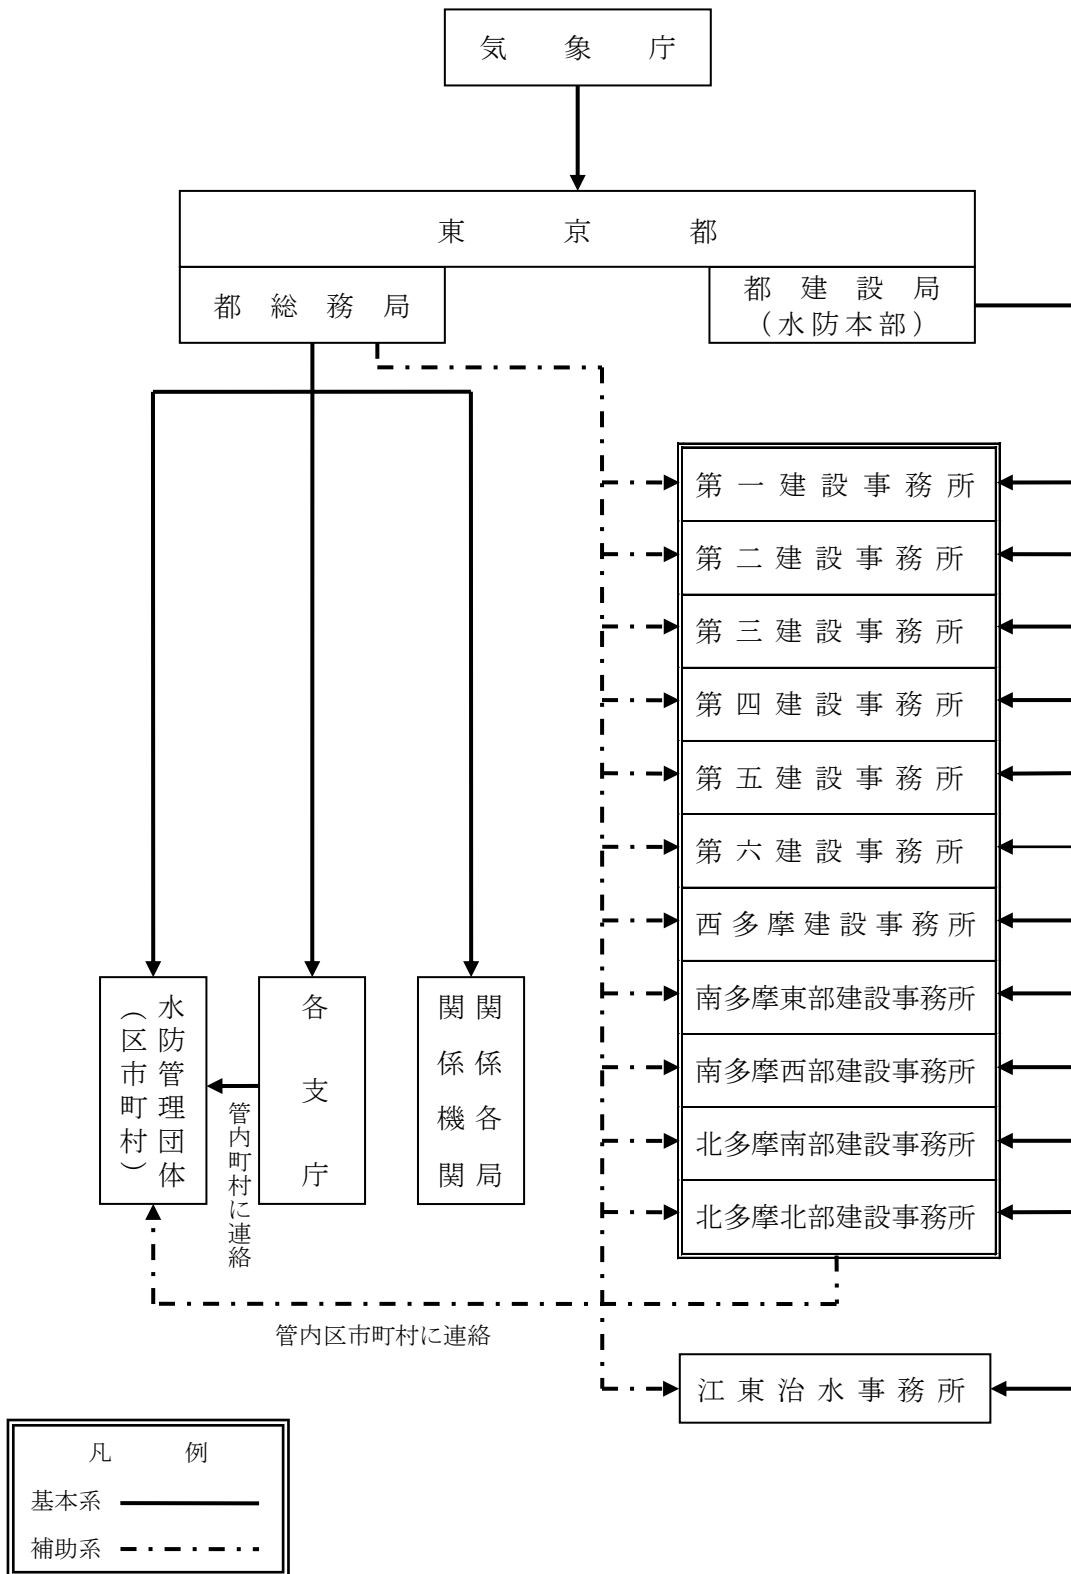 気象庁
東京都
都総務局
都建設局
（水防本部）
第一建設事務所
第二建設事務所
第三建設事務所
第四建設事務所
第五建設事務所
第六建設事務所
西多摩建設事務所
南多摩東部建設事務所
南多摩西部建設事務所
北多摩南部建設事務所
北多摩北部建設事務所
水防管理団体
（区市町村）
管内町村に連絡
各支庁
関係各局
関係機関
管内区市町村に連絡
江東治水事務所
凡例
基本系
補助系